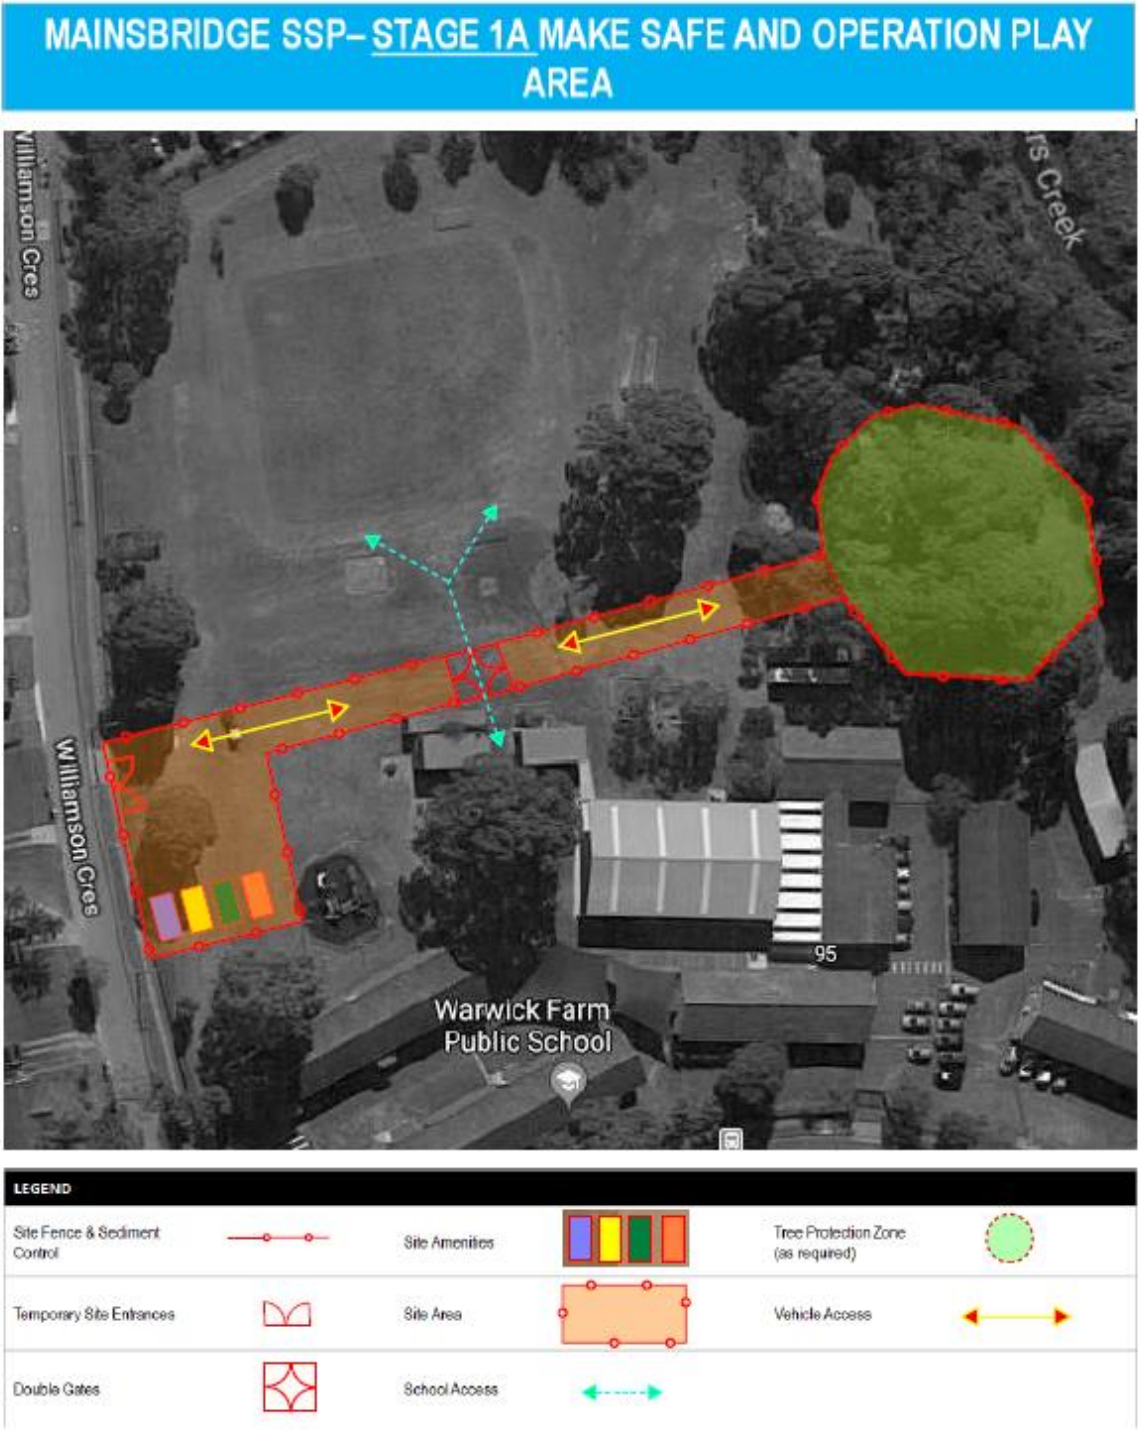 MAINSBRIDGE SSP– STAGE 1A MAKE SAFE AND OPERATION PLAY
AREA
Williamson Cres
rs Creek
Williamson Cres
95
Warwick Farm
Public School
LEGEND
Site Fence & Sediment
Control
Site Amenities
Tree Protection Zone
(as required)
Temporary Site Entrances
Site Area
Vehicle Access
Double Gates
School Access